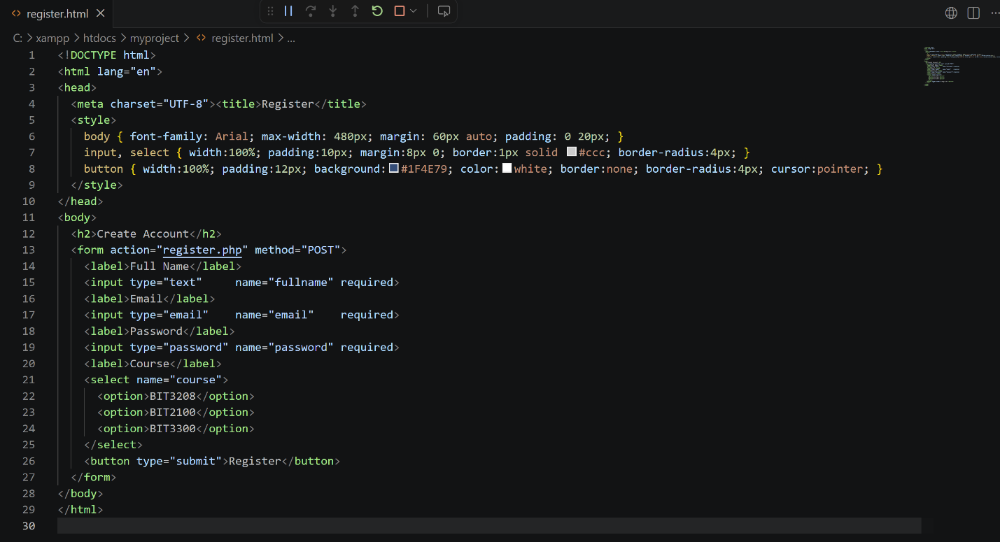 register.html
C: > xampp > htdocs > myproject > <> register.html > ...
1 <!DOCTYPE html>
2 <html lang="en">
3 <head>
4   <meta charset="UTF-8"><title>Register</title>
5   <style>
6     body { font-family: Arial; max-width: 480px; margin: 60px auto; padding: 0 20px; }
7     input, select { width:100%; padding:10px; margin:8px 0; border:1px solid #ccc; border-radius:4px; }
8     button { width:100%; padding:12px; background:#1F4E79; color:white; border:none; border-radius:4px; cursor:pointer; }
9   </style>
10 </head>
11 <body>
12   <h2>Create Account</h2>
13   <form action="register.php" method="POST">
14     <label>Full Name</label>
15     <input type="text"     name="fullname" required>
16     <label>Email</label>
17     <input type="email"    name="email"    required>
18     <label>Password</label>
19     <input type="password" name="password" required>
20     <label>Course</label>
21     <select name="course">
22       <option>BIT3208</option>
23       <option>BIT2100</option>
24       <option>BIT3300</option>
25     </select>
26     <button type="submit">Register</button>
27   </form>
28 </body>
29 </html>
30